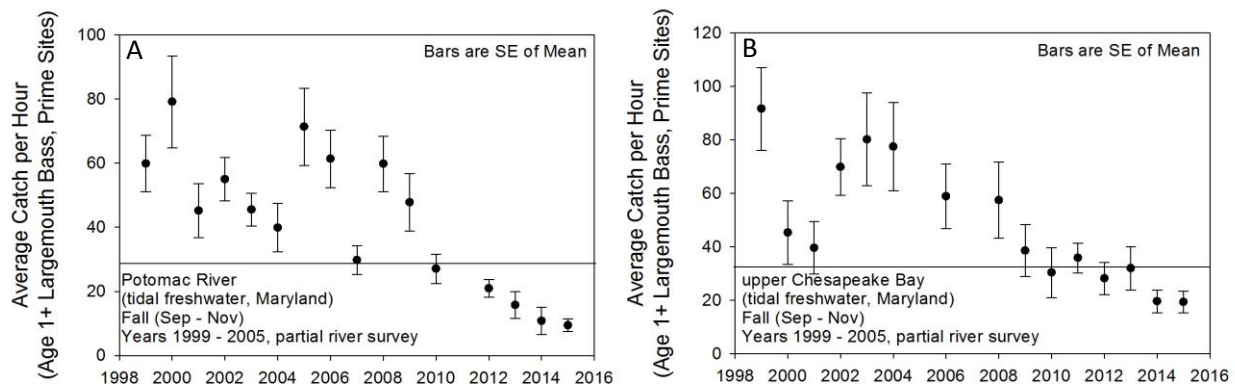 A
Bars are SE of Mean
Average Catch per Hour
(Age 1+ Largemouth Bass, Prime Sites)
100
80
60
40
20
0
Potomac River
(tidal freshwater, Maryland)
Fall (Sep - Nov)
Years 1999 - 2005, partial river survey
1998 2000 2002 2004 2006 2008 2010 2012 2014 2016
B
Bars are SE of Mean
Average Catch per Hour
(Age 1+ Largemouth Bass, Prime Sites)
120
100
80
60
40
20
0
upper Chesapeake Bay
(tidal freshwater, Maryland)
Fall (Sep - Nov)
Years 1999 - 2005, partial river survey
1998 2000 2002 2004 2006 2008 2010 2012 2014 2016